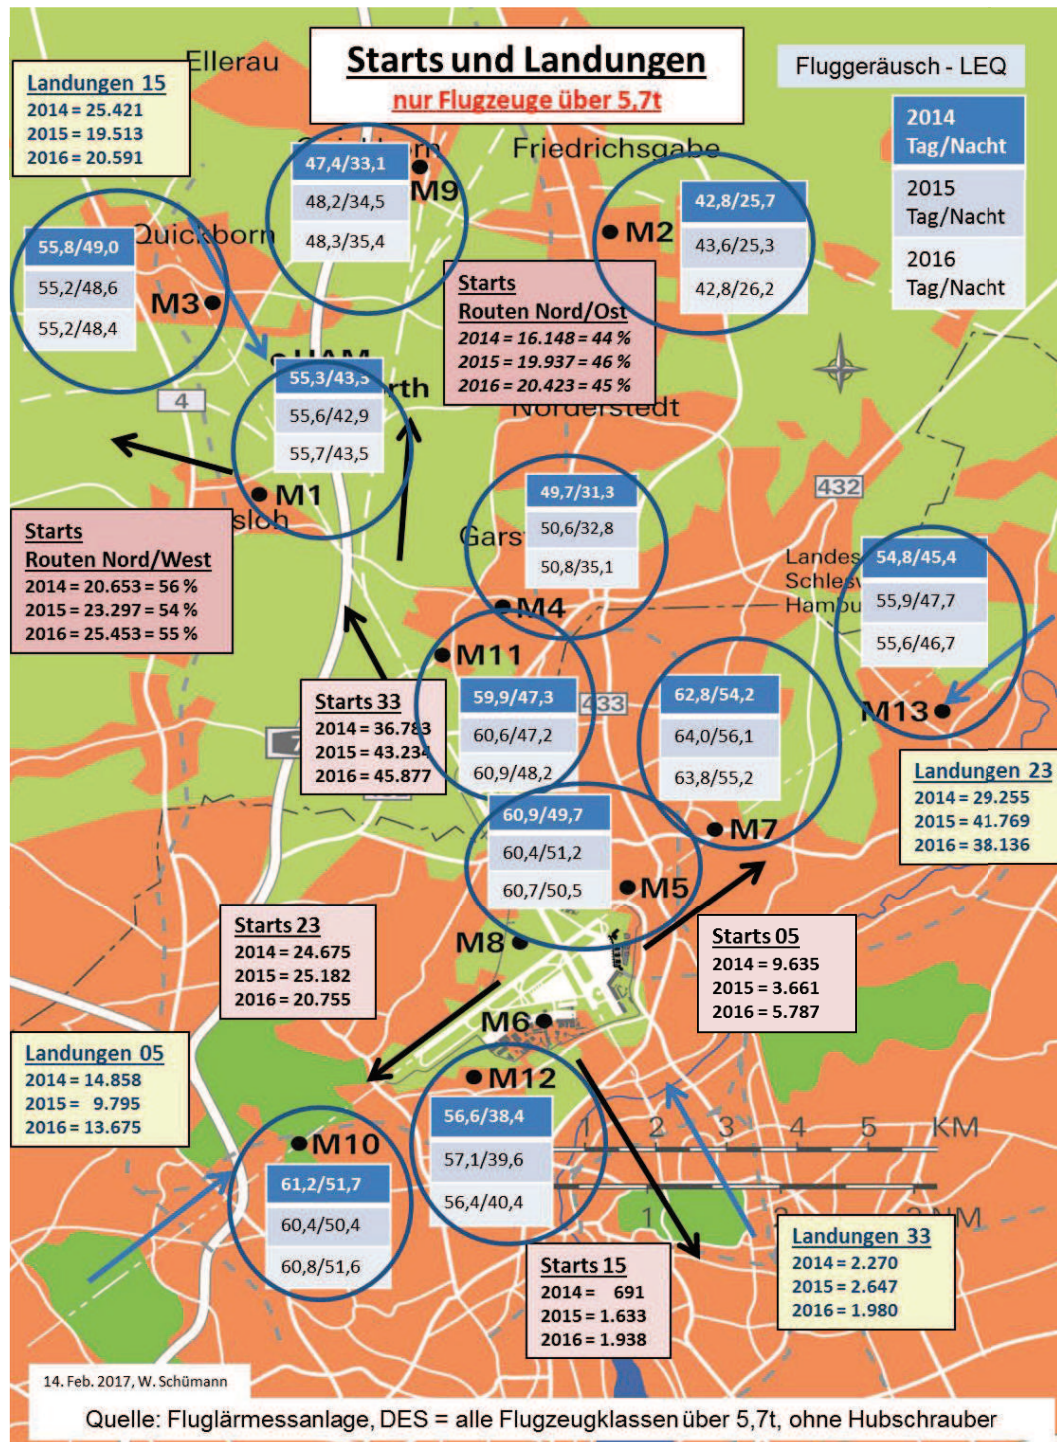 Starts und Landungen
nur Flugzeuge über 5,7t
Fluggeräusch - LEQ
2014
Tag/Nacht
2015
Tag/Nacht
2016
Tag/Nacht
Ellerau
Landungen 15
2014 = 25.421
2015 = 19.513
2016 = 20.591
47,4/33,1
48,2/34,5
48,3/35,4
M9
Friedrichsgabe
M2
42,8/25,7
43,6/25,3
42,8/26,2
Quickborn
55,8/49,0
55,2/48,6
55,2/48,4
M3
Starts
Routen Nord/Ost
2014 = 16.148 = 44 %
2015 = 19.937 = 46 %
2016 = 20.423 = 45 %
Norderstedt
4
55,3/43,5
55,6/42,9
55,7/43,5
rth
M1
sloh
432
Starts
Routen Nord/West
2014 = 20.653 = 56 %
2015 = 23.297 = 54 %
2016 = 25.453 = 55 %
49,7/31,3
50,6/32,8
50,8/35,1
Garst
M4
Landes
Schlesw
Hambu
54,8/45,4
55,9/47,7
55,6/46,7
M13
M11
59,9/47,3
60,6/47,2
60,9/48,2
433
62,8/54,2
64,0/56,1
63,8/55,2
M7
Starts 33
2014 = 36.783
2015 = 43.234
2016 = 45.877
7
Landungen 23
2014 = 29.255
2015 = 41.769
2016 = 38.136
60,9/49,7
60,4/51,2
60,7/50,5
M5
M8
Starts 23
2014 = 24.675
2015 = 25.182
2016 = 20.755
Starts 05
2014 = 9.635
2015 = 3.661
2016 = 5.787
M6
Landungen 05
2014 = 14.858
2015 = 9.795
2016 = 13.675
M12
56,6/38,4
57,1/39,6
56,4/40,4
M10
61,2/51,7
60,4/50,4
60,8/51,6
1 2 3 4 5 KM
1 2 3 NM
Starts 15
2014 = 691
2015 = 1.633
2016 = 1.938
Landungen 33
2014 = 2.270
2015 = 2.647
2016 = 1.980
14. Feb. 2017, W. Schümann
Quelle: Fluglärmessanlage, DES = alle Flugzeugklassen über 5,7t, ohne Hubschrauber